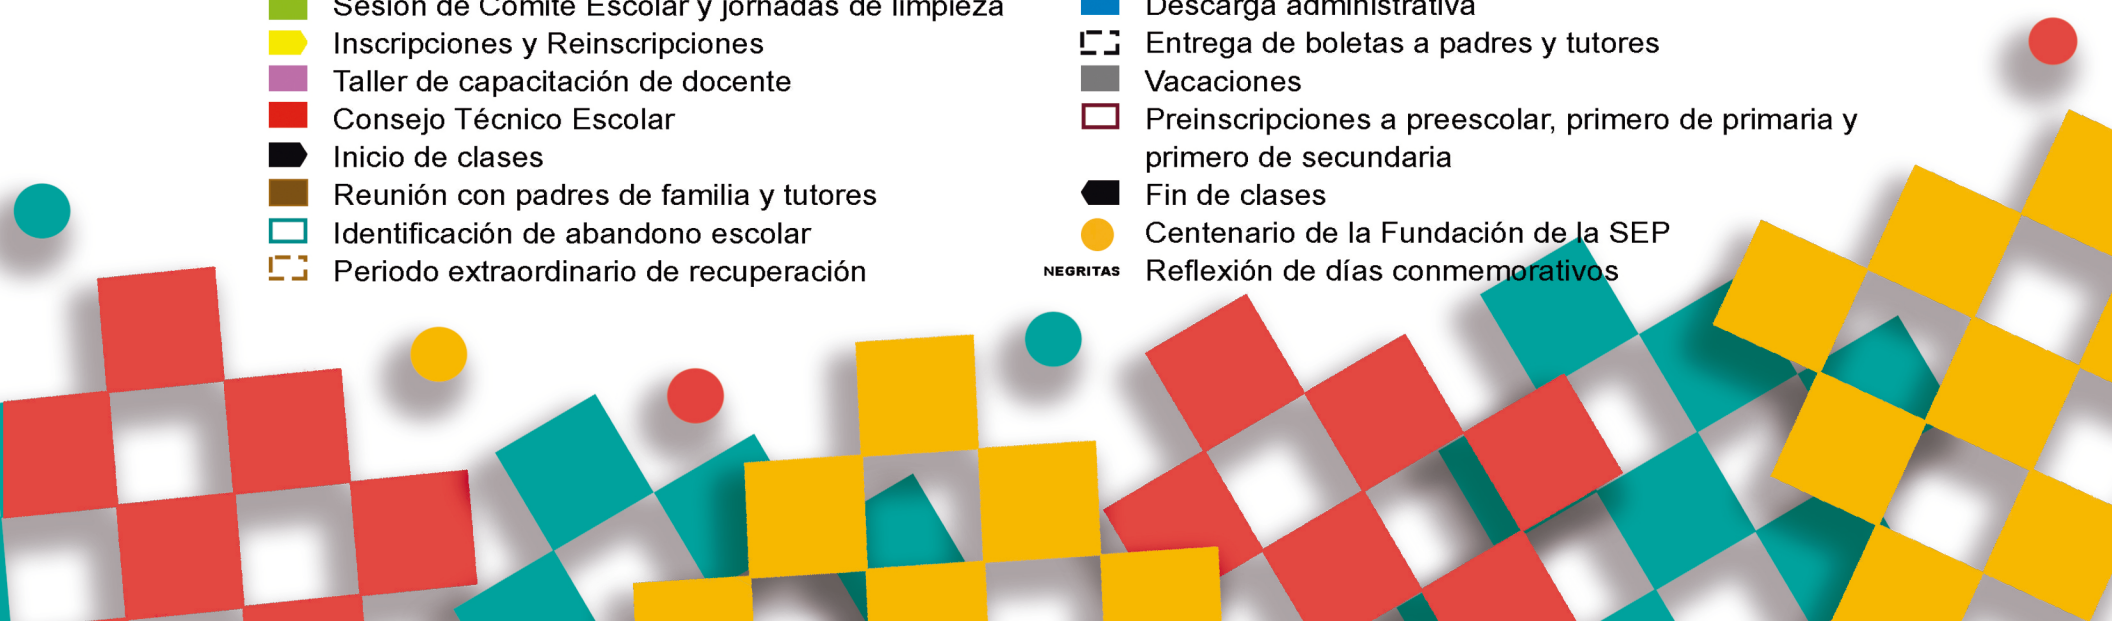 Sesión de Comité Escolar y jornadas de limpieza
Inscripciones y Reinscripciones
Taller de capacitación de docente
Consejo Técnico Escolar
Inicio de clases
Reunión con padres de familia y tutores
Identificación de abandono escolar
Periodo extraordinario de recuperación
Descarga administrativa
Entrega de boletas a padres y tutores
Vacaciones
Preinscripciones a preescolar, primero de primaria y
primero de secundaria
Fin de clases
Centenario de la Fundación de la SEP
NEGRITAS Reflexión de días conmemorativos